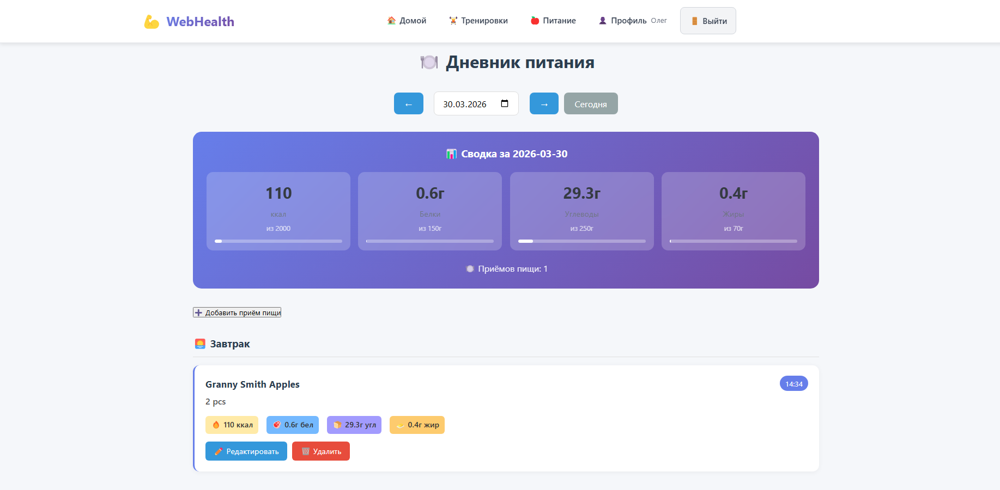 WebHealth
Домой Тренировки Питание Профиль Олег Выйти
Дневник питания
← 30.03.2026 → Сегодня
Сводка за 2026-03-30
110 0.6г 29.3г 0.4г
ккал Белки Углеводы Жиры
из 2000 из 150г из 250г из 70г
Приёмов пищи: 1
Добавить приём пищи
Завтрак
Granny Smith Apples 14:34
2 pcs
110 ккал 0.6г бел 29.3г угл 0.4г жир
Редактировать Удалить